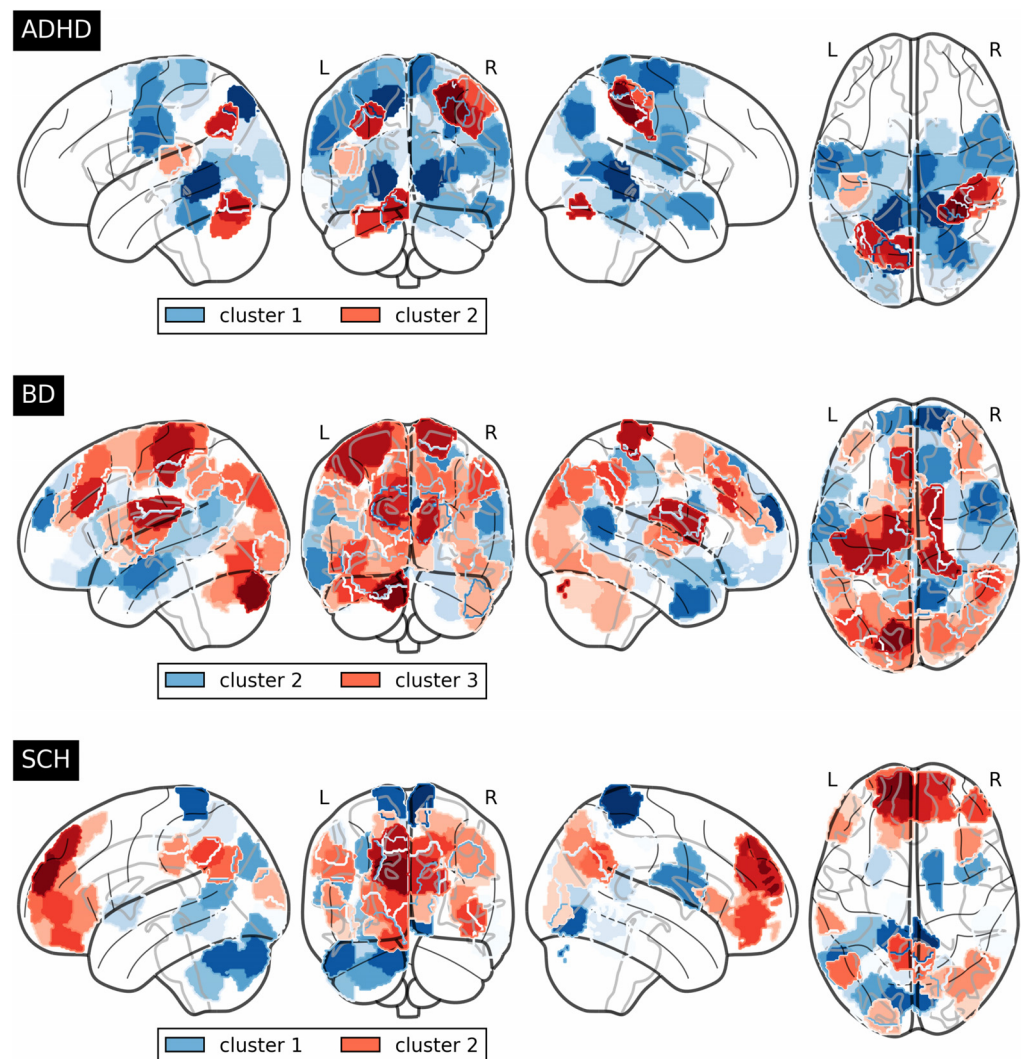 ADHD
L R L R
cluster 1 cluster 2
BD
L R L R
cluster 2 cluster 3
SCH
L R L R
cluster 1 cluster 2